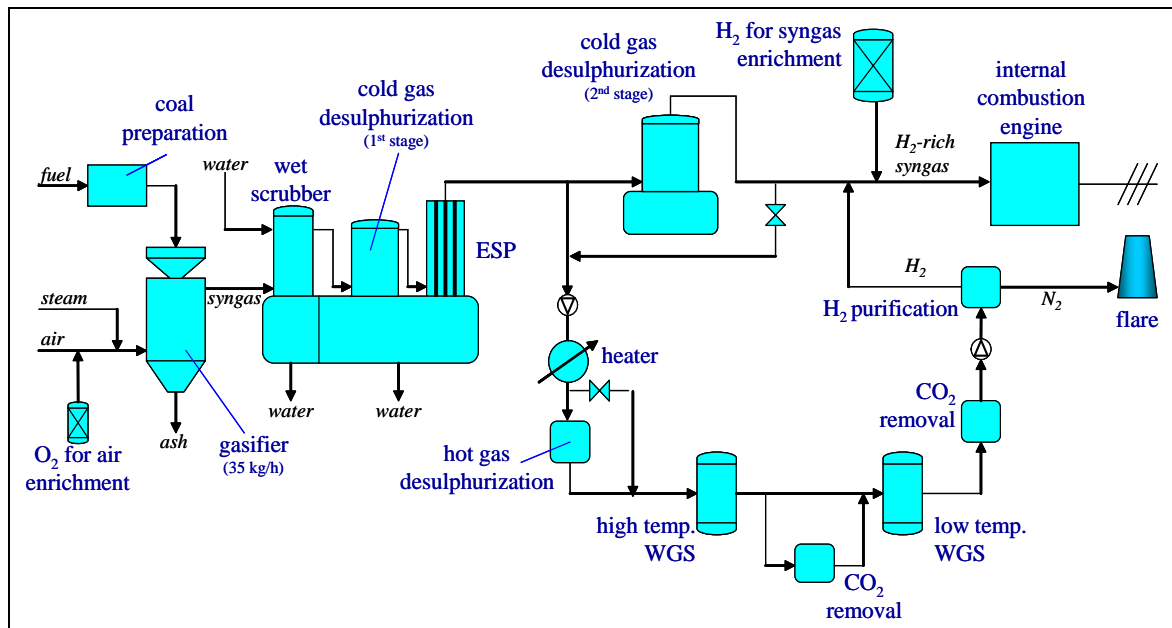 H2 for syngas
enrichment
cold gas
desulphurization
(2nd stage)
internal
combustion
engine
cold gas
desulphurization
(1st stage)
coal
preparation
fuel
water
wet
scrubber
H2-rich
syngas
ESP
steam
syngas
air
H2
H2 purification
N2
flare
heater
water
water
ash
gasifier
(35 kg/h)
O2 for air
enrichment
CO2
removal
hot gas
desulphurization
high temp.
WGS
low temp.
WGS
CO2
removal